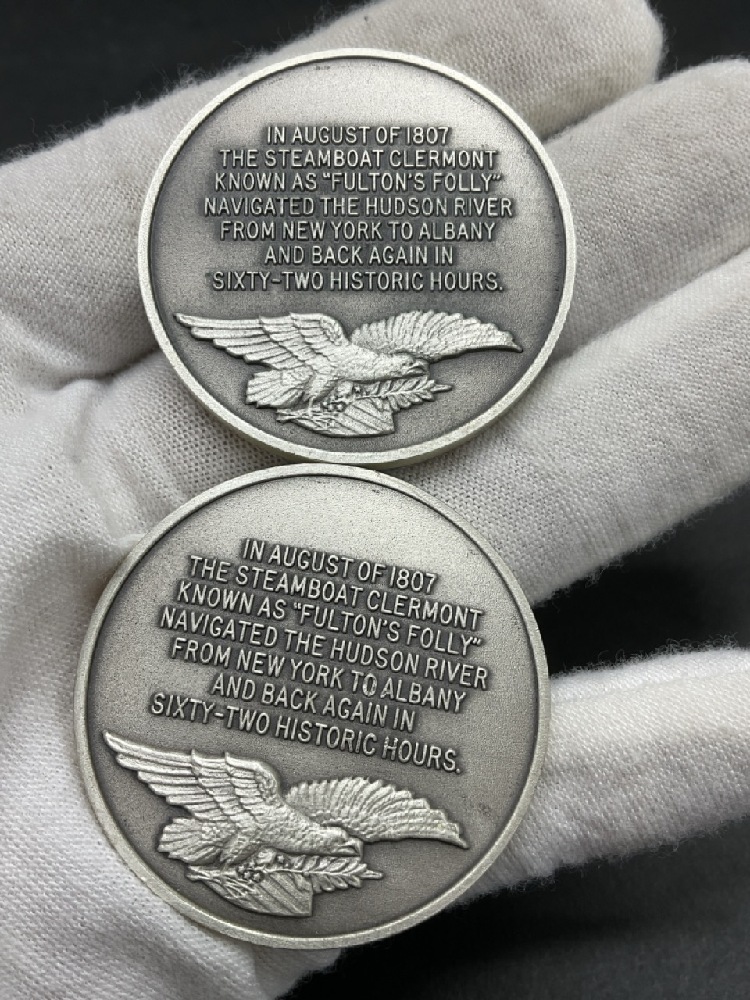 IN AUGUST OF 1807
THE STEAMBOAT CLERMONT
KNOWN AS "FULTON'S FOLLY"
NAVIGATED THE HUDSON RIVER
FROM NEW YORK TO ALBANY
AND BACK AGAIN IN
SIXTY-TWO HISTORIC HOURS.
IN AUGUST OF 1807
THE STEAMBOAT CLERMONT
KNOWN AS "FULTON'S FOLLY"
NAVIGATED THE HUDSON RIVER
FROM NEW YORK TO ALBANY
AND BACK AGAIN IN
SIXTY-TWO HISTORIC HOURS.